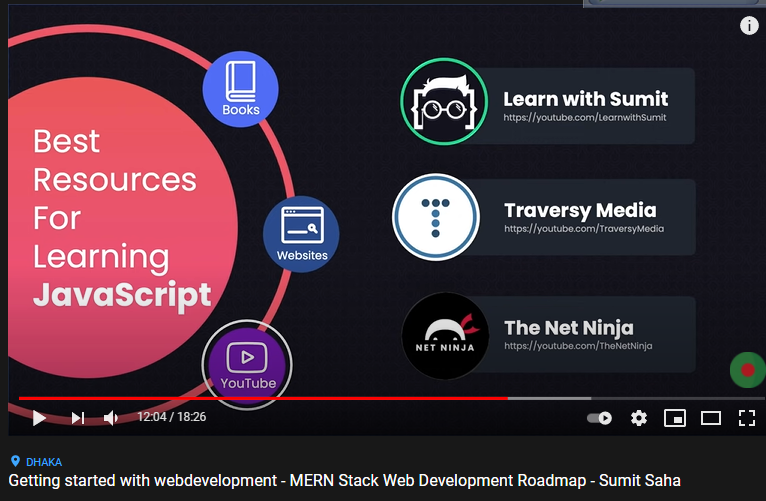 Best
Resources
For
Learning
JavaScript
Books
Websites
YouTube
Learn with Sumit
https://youtube.com/LearnwithSumit
Traversy Media
https://youtube.com/TraversyMedia
NET NINJA
The Net Ninja
https://youtube.com/TheNetNinja
12:04 / 18:26
DHAKA
Getting started with webdevelopment - MERN Stack Web Development Roadmap - Sumit Saha